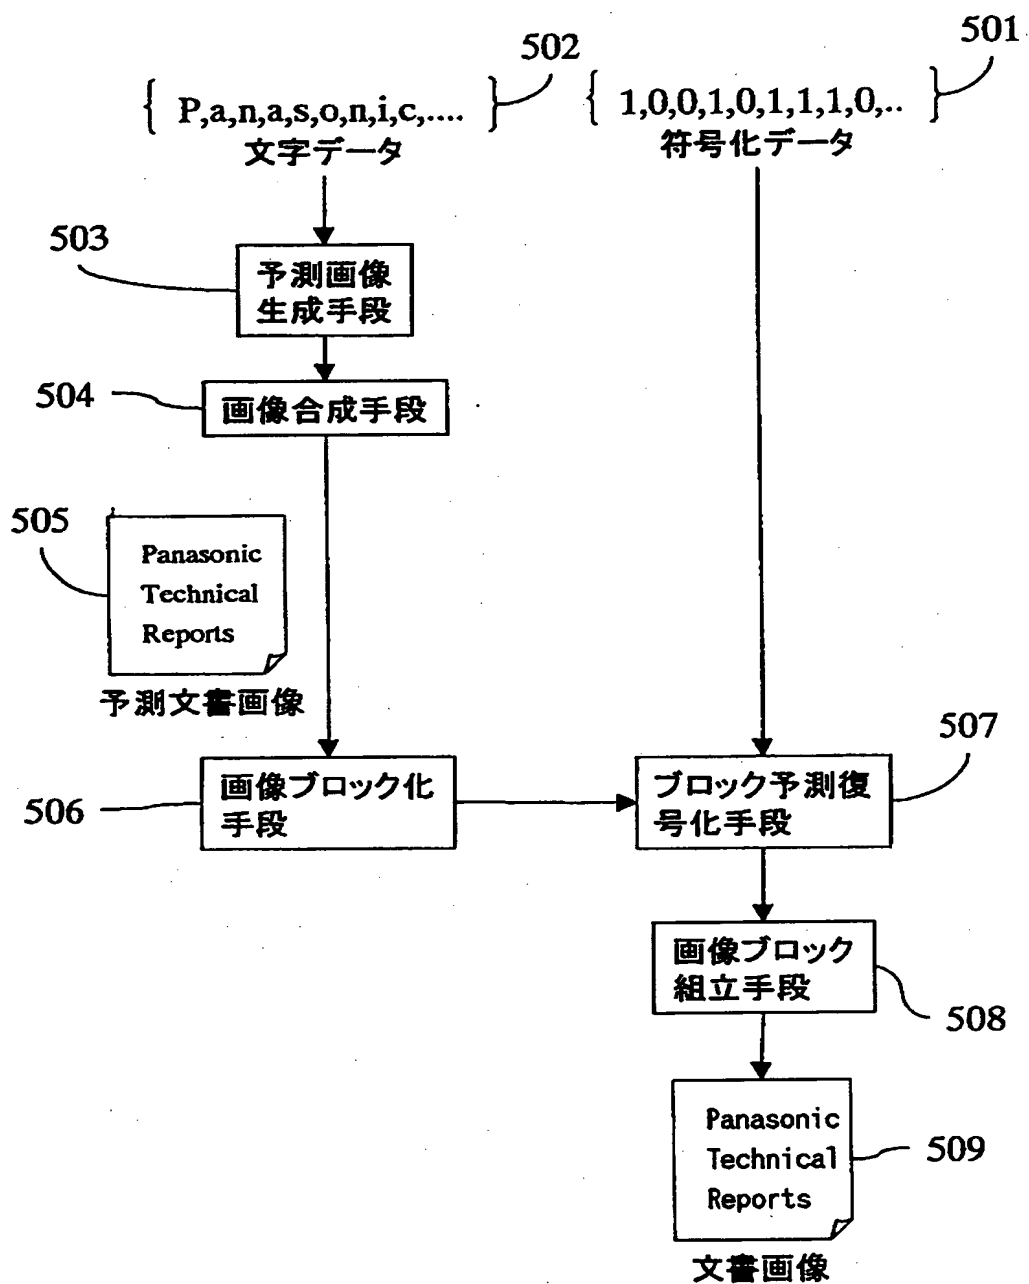 501
502
{ P,a,n,a,s,o,n,i,c,.... }
{ 1,0,0,1,0,1,1,1,0,.. }
文字データ
符号化データ
503
予測画像
生成手段
504
画像合成手段
505
Panasonic
Technical
Reports
予測文書画像
506
画像ブロック化
手段
507
ブロック予測復
号化手段
画像ブロック
組立手段
508
Panasonic
Technical
Reports
509
文書画像